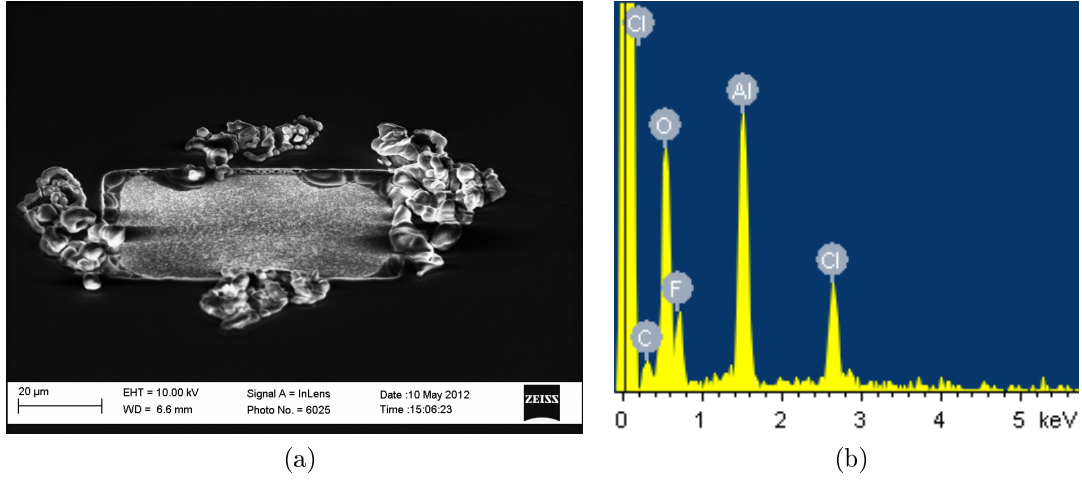 20 µm
EHT = 10.00 kV
WD = 6.6 mm
Signal A = InLens
Photo No. = 6025
Date :10 May 2012
Time :15:06:23
ZEISS
Cl
O
Al
F
Cl
C
0 1 2 3 4 5 keV
(a)
(b)